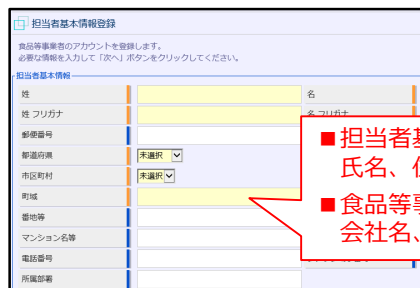 担当者基本情報登録
食品等事業者のアカウントを登録します。
必要な情報を入力して「次へ」ボタンをクリックしてください。
担当者基本情報
姓
名
姓 フリガナ
名 フリガナ
郵便番号
都道府県
未選択
市区町村
未選択
町域
番地等
マンション名等
電話番号
所属部署
■担当者基
氏名、
■食品等事
会社名、